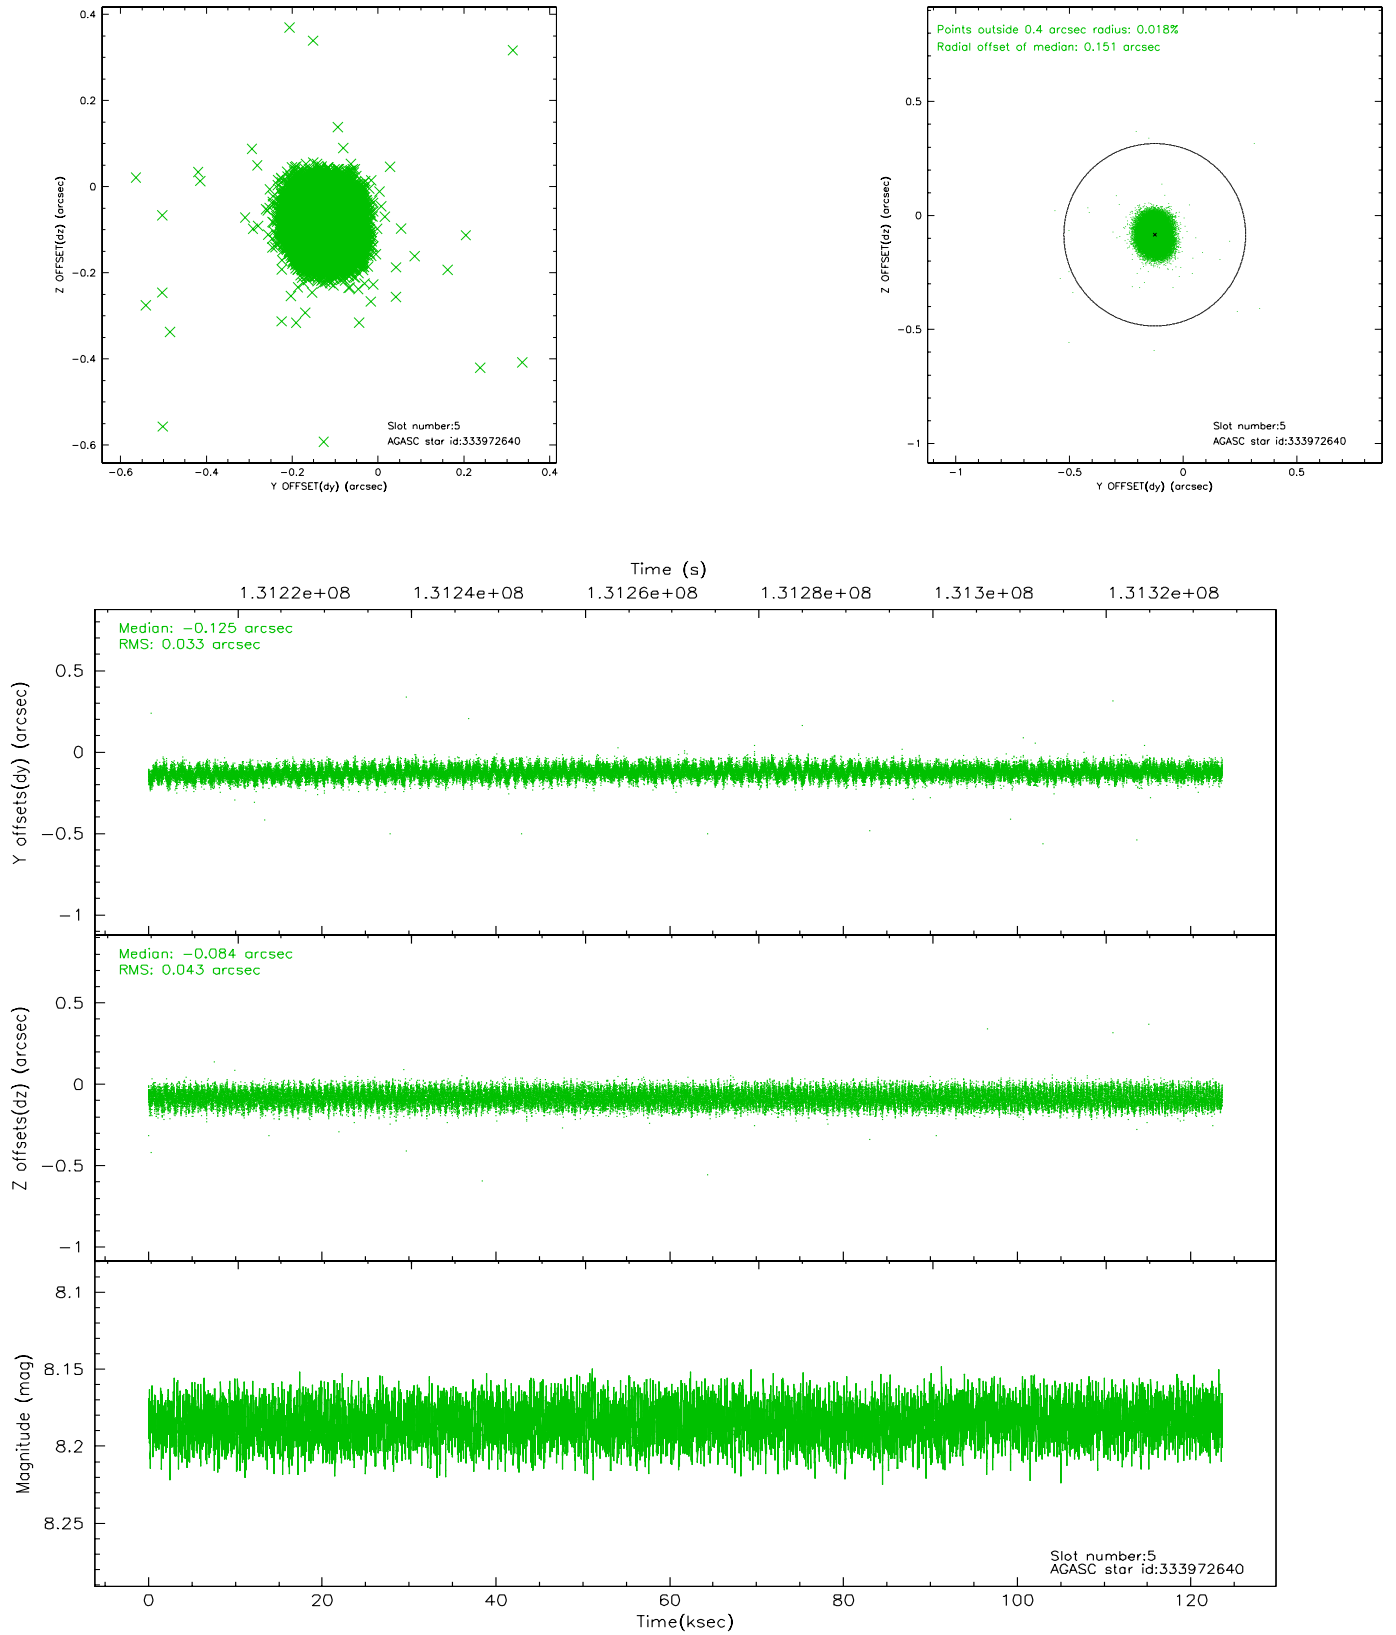 0.4
0.2
0
-0.2
-0.4
-0.6
Z OFFSET(dz) (arcsec)
Slot number:5
AGASC star id:333972640
-0.6 -0.4 -0.2 0 0.2 0.4
Y OFFSET(dy) (arcsec)
Points outside 0.4 arcsec radius: 0.018%
Radial offset of median: 0.151 arcsec
0.5
0
-0.5
-1
Z OFFSET(dz) (arcsec)
Slot number:5
AGASC star id:333972640
-1 -0.5 0 0.5
Y OFFSET(dy) (arcsec)
Time (s)
1.3122e+08 1.3124e+08 1.3126e+08 1.3128e+08 1.313e+08 1.3132e+08
Median: -0.125 arcsec
RMS: 0.033 arcsec
0.5
0
-0.5
-1
Y offsets(dy) (arcsec)
Median: -0.084 arcsec
RMS: 0.043 arcsec
0.5
0
-0.5
-1
Z offsets(dz) (arcsec)
8.1
8.15
8.2
8.25
Magnitude (mag)
Slot number:5
AGASC star id:333972640
0 20 40 60 80 100 120
Time(ksec)